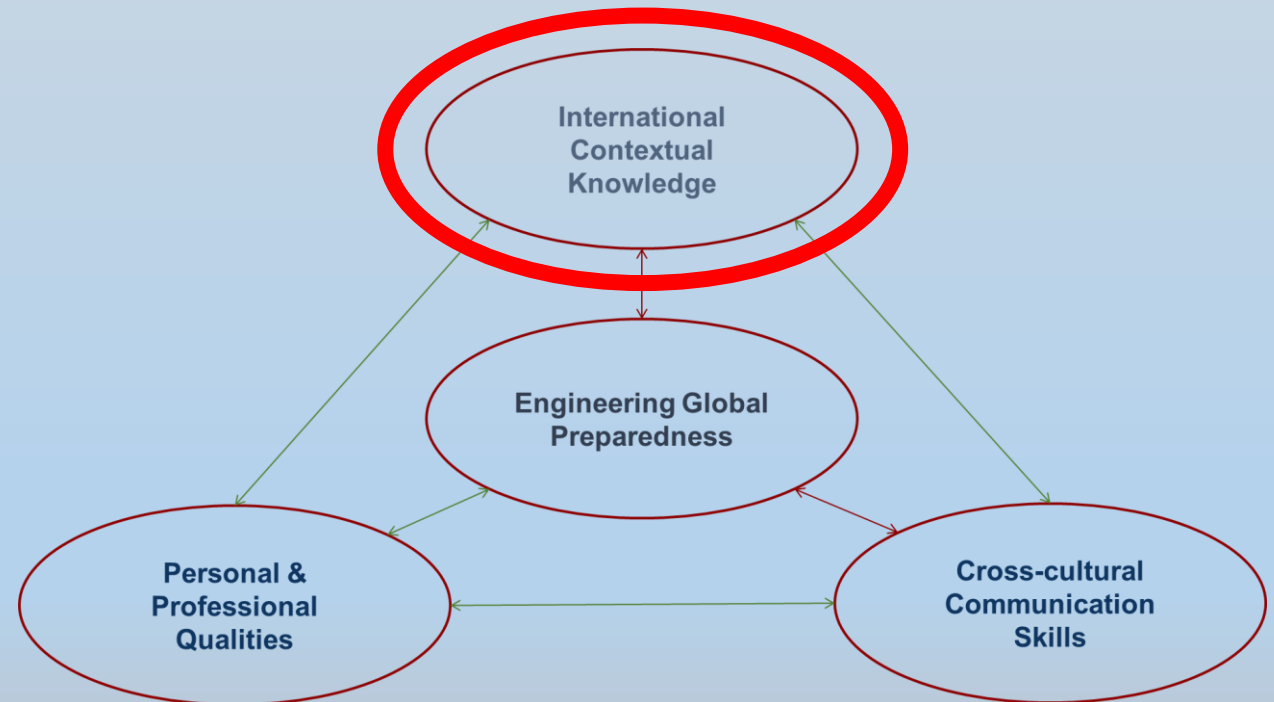 International
Contextual
Knowledge
Engineering Global
Preparedness
Personal &
Professional
Qualities
Cross-cultural
Communication
Skills